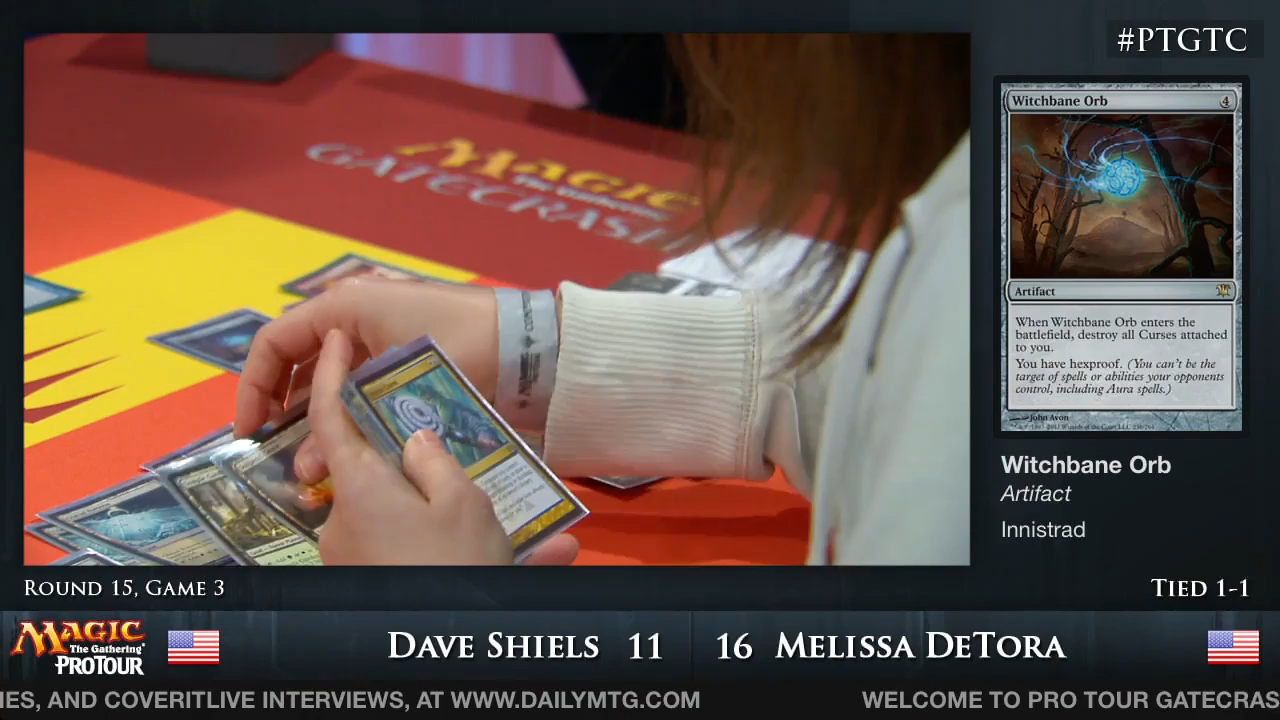 #PTGTC
Witchbane Orb 4
Artifact
When Witchbane Orb enters the
battlefield, destroy all Curses attached
to you.
You have hexproof. (You can't be the
target of spells or abilities your opponents
control, including Aura spells.)
John Avon
Witchbane Orb
Artifact
Innistrad
MAGIC
The Gathering
GATECRASH
ROUND 15, GAME 3
TIED 1-1
MAGIC
The Gathering
PRO TOUR
DAVE SHIELS 11
16 MELISSA DETORA
IES, AND COVERITLIVE INTERVIEWS, AT WWW.DAILYMTG.COM
WELCOME TO PRO TOUR GATECRAS